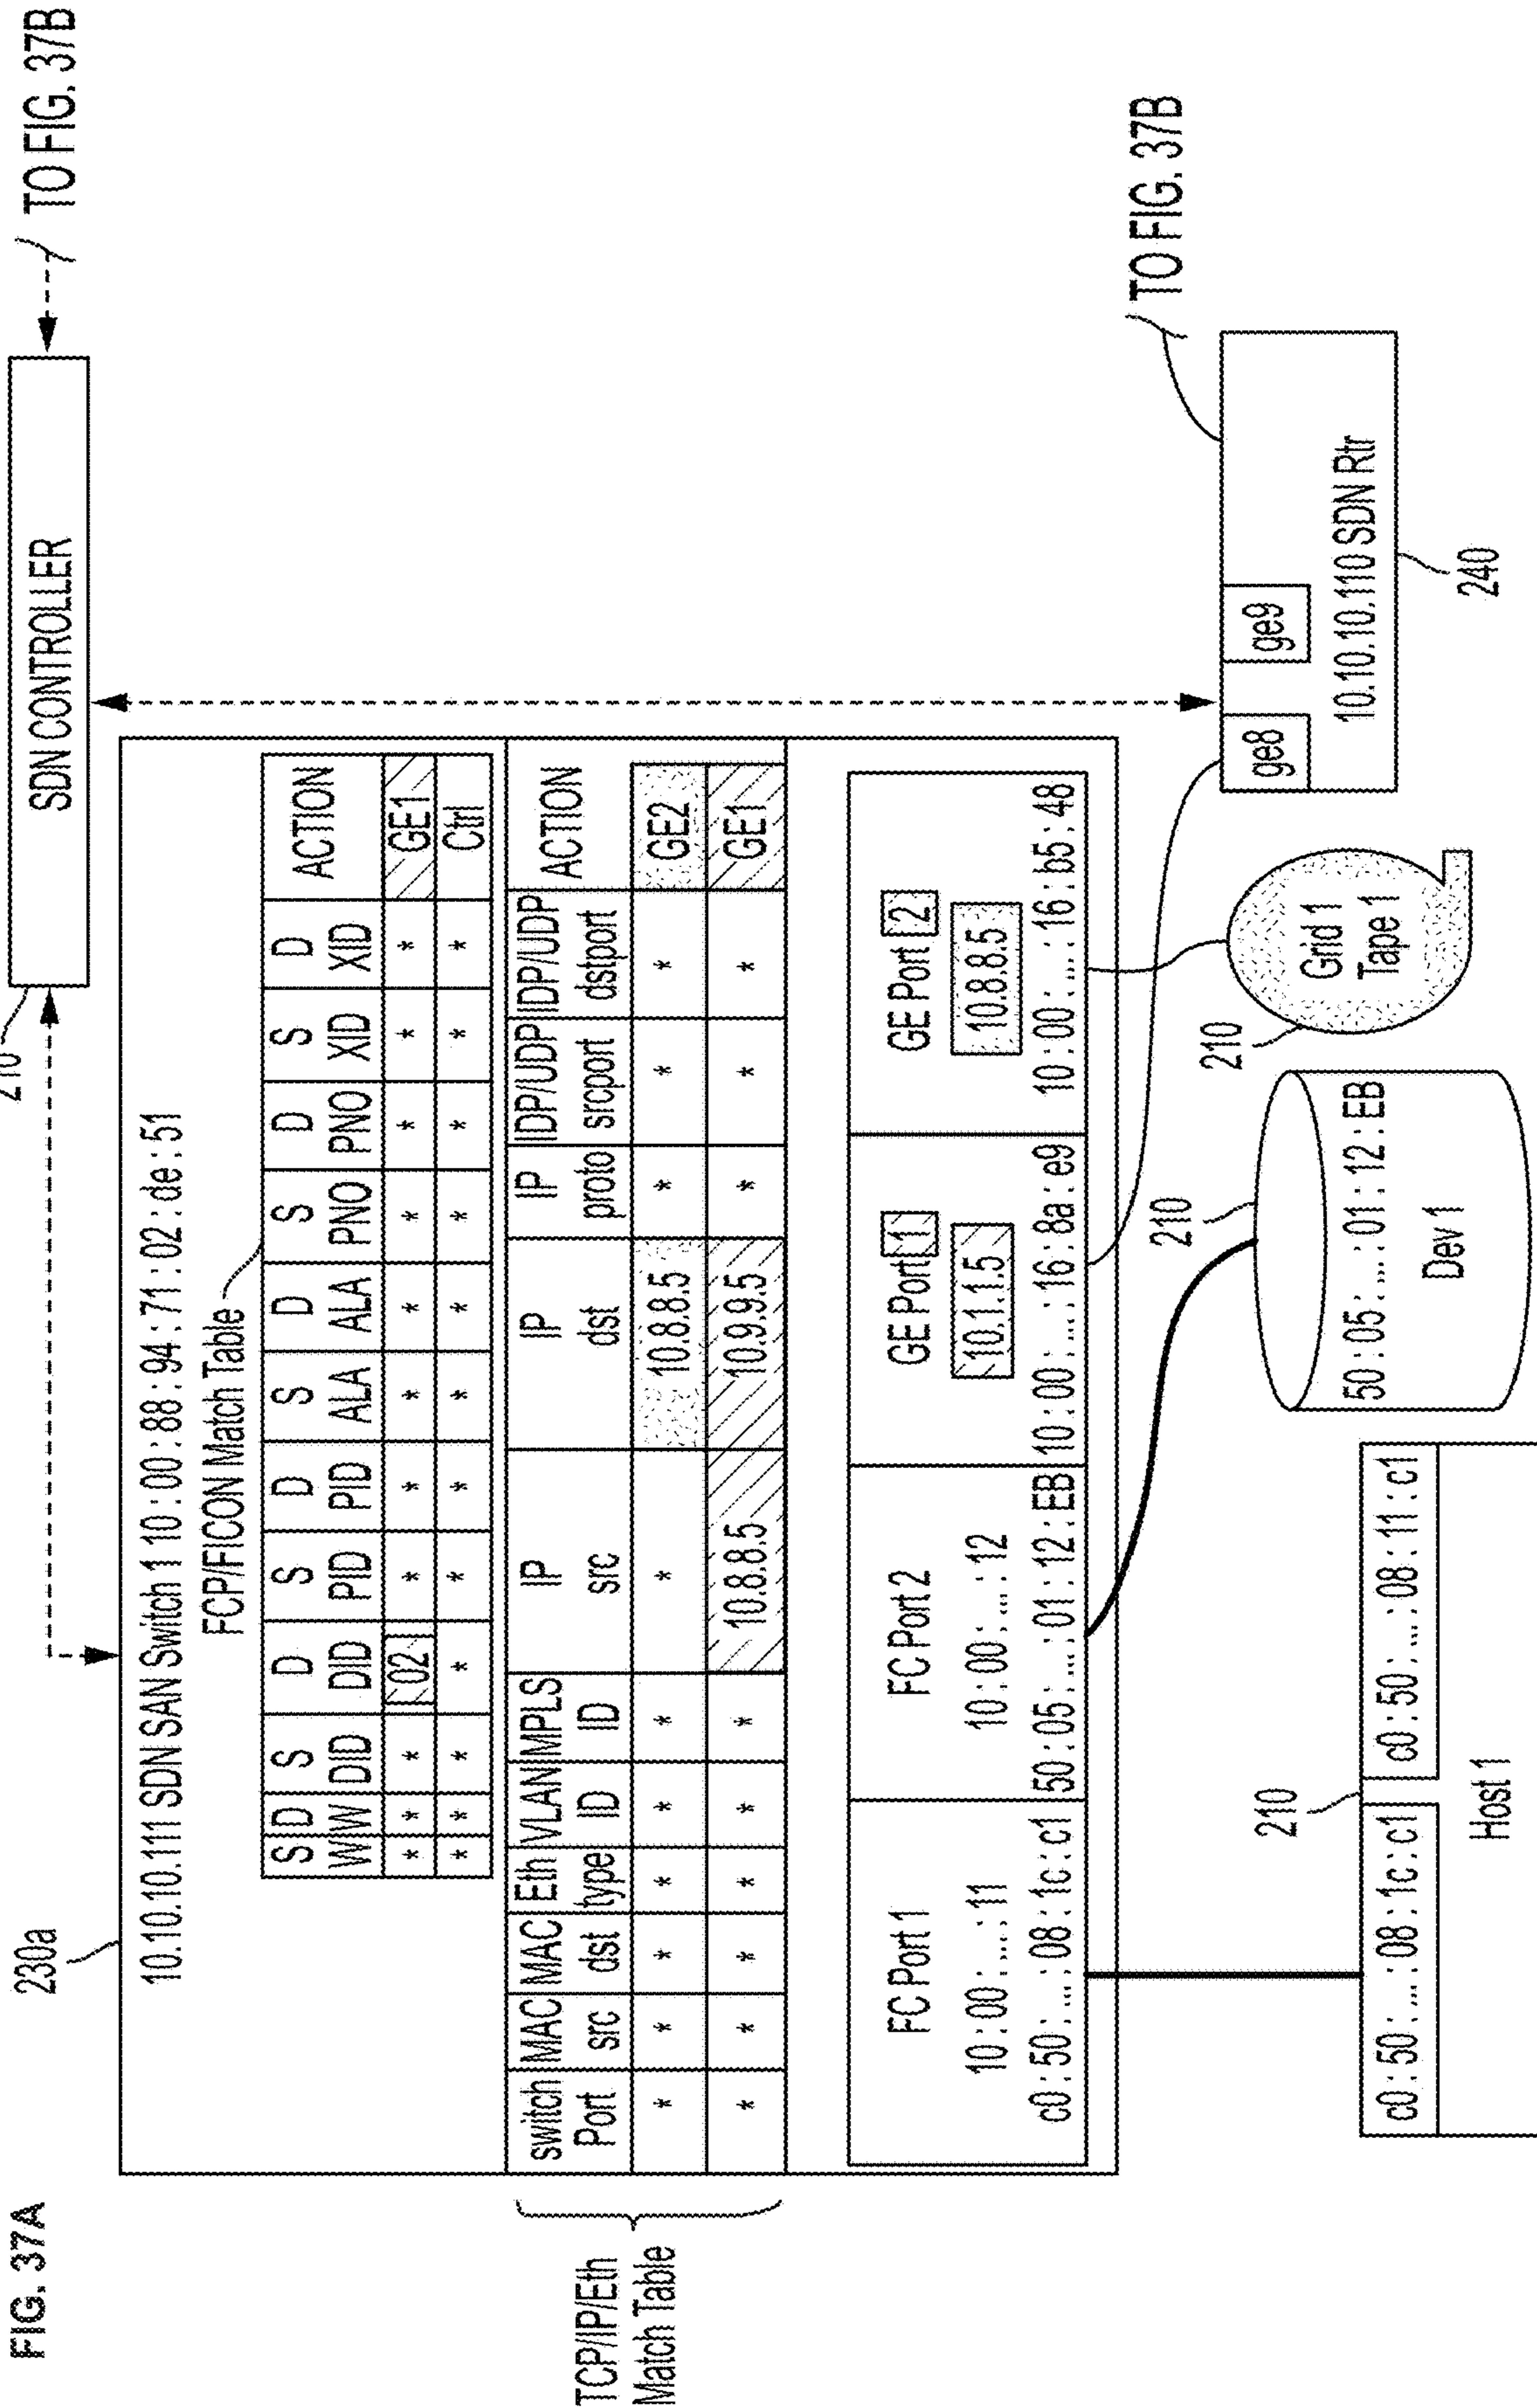 FIG. 37A
210
SDN CONTROLLER
TO FIG. 37B
230a
10.10.10.111 SDN SAN Switch 1 10 : 00 : 88 : 94 : 71 : 02 : de : 51
FCP/FICON Match Table
S D S D S D S D S D S D ACTION
W W DID DID PID PID ALA ALA PNO PNO XID XID
* * * 02 * * * * * * * * GE1
* * * * * * * * * * * * Ctrl
TCP/IP/Eth
Match Table
switch MAC MAC Eth VLAN MPLS IP IP IP IDP/UDP IDP/UDP ACTION
Port src dst type ID ID src dst proto srcport dstport
* * * * * * * 10.8.8.5 * * * GE2
* * * * * * 10.8.8.5 10.9.9.5 * * * GE1
FC Port 1 FC Port 2 GE Port 1 GE Port 2
10 : 00 : ... : 11 10 : 00 : ... : 12 10.1.1.5 10.8.8.5
c0 : 50 : ... : 08 : 1c : c1 50 : 05 : ... : 01 : 12 : EB 10 : 00 : ... : 16 : 8a : e9 10 : 00 : ... : 16 : b5 : 48
TO FIG. 37B
210
c0 : 50 : ... : 08 : 1c : c1 c0 : 50 : ... : 08 : 11 : c1
Host 1
210
50 : 05 : ... : 01 : 12 : EB
Dev 1
210
Grid 1
Tape 1
ge8 ge9
10.10.10.110 SDN Rtr
240